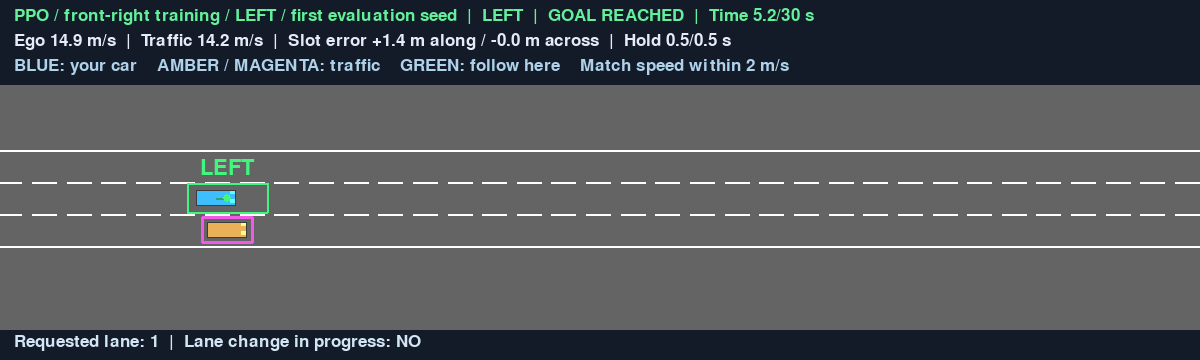 PPO / front-right training / LEFT / first evaluation seed | LEFT | GOAL REACHED | Time 5.2/30 s
Ego 14.9 m/s | Traffic 14.2 m/s | Slot error +1.4 m along / -0.0 m across | Hold 0.5/0.5 s
BLUE: your car AMBER / MAGENTA: traffic GREEN: follow here Match speed within 2 m/s
LEFT
Requested lane: 1 | Lane change in progress: NO